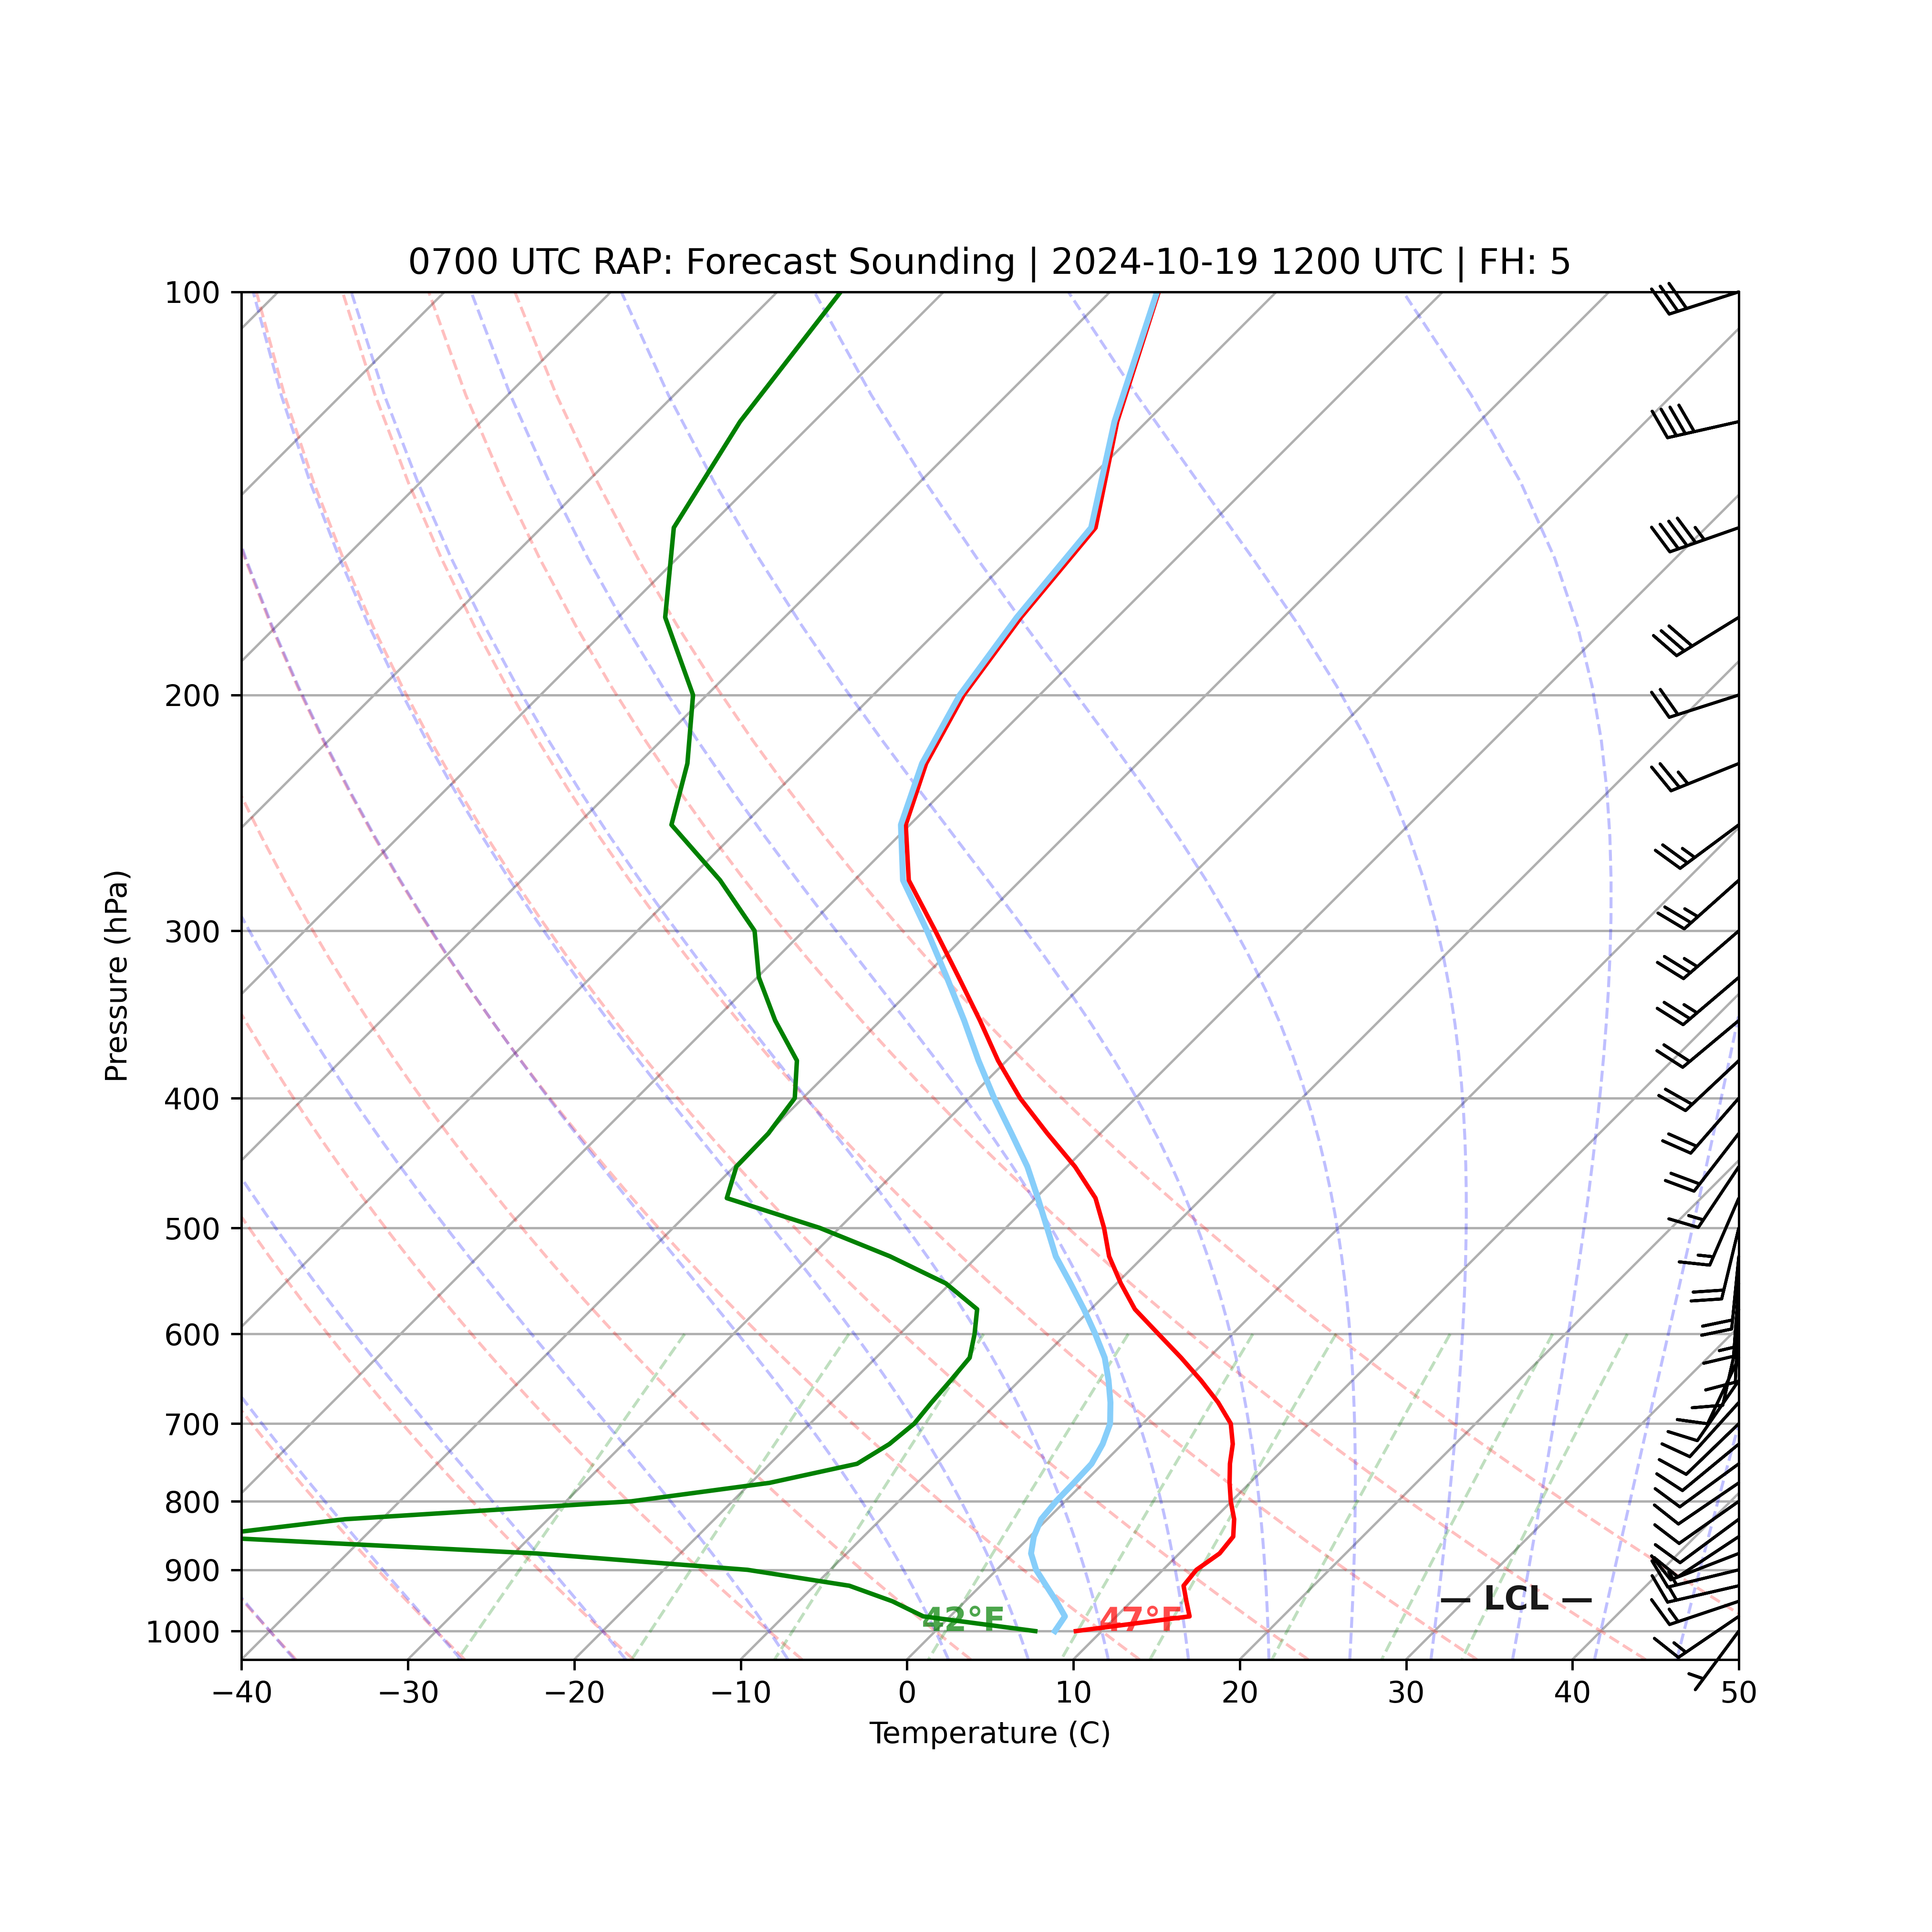 0700 UTC RAP: Forecast Sounding | 2024-10-19 1200 UTC | FH: 5
100
200
300
400
500
600
700
800
900
1000
Pressure (hPa)
42°F
47°F
— LCL —
−40 −30 −20 −10 0 10 20 30 40 50
Temperature (C)